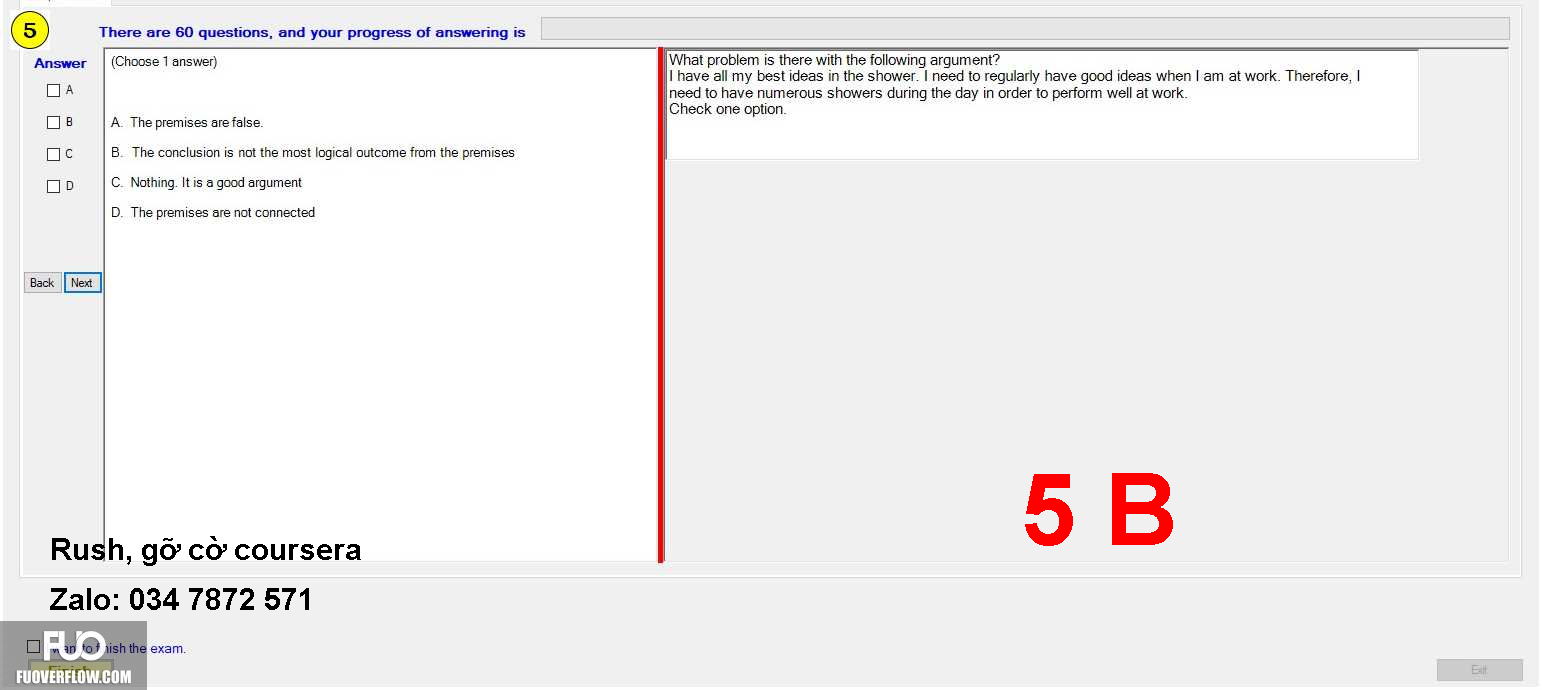 5
There are 60 questions, and your progress of answering is
Answer
(Choose 1 answer)
A
B
C
D
A. The premises are false.
B. The conclusion is not the most logical outcome from the premises
C. Nothing. It is a good argument
D. The premises are not connected
Back
Next
What problem is there with the following argument?
I have all my best ideas in the shower. I need to regularly have good ideas when I am at work. Therefore, I
need to have numerous showers during the day in order to perform well at work.
Check one option.
5 B
Rush, gỡ cờ coursera
Zalo: 034 7872 571
want to finish the exam.
Finish
FUO
FUOVERFLOW.COM
Exit